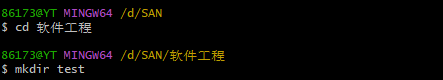 86173@YT MINGW64 /d/SAN
$ cd 软件工程
86173@YT MINGW64 /d/SAN/软件工程
$ mkdir test